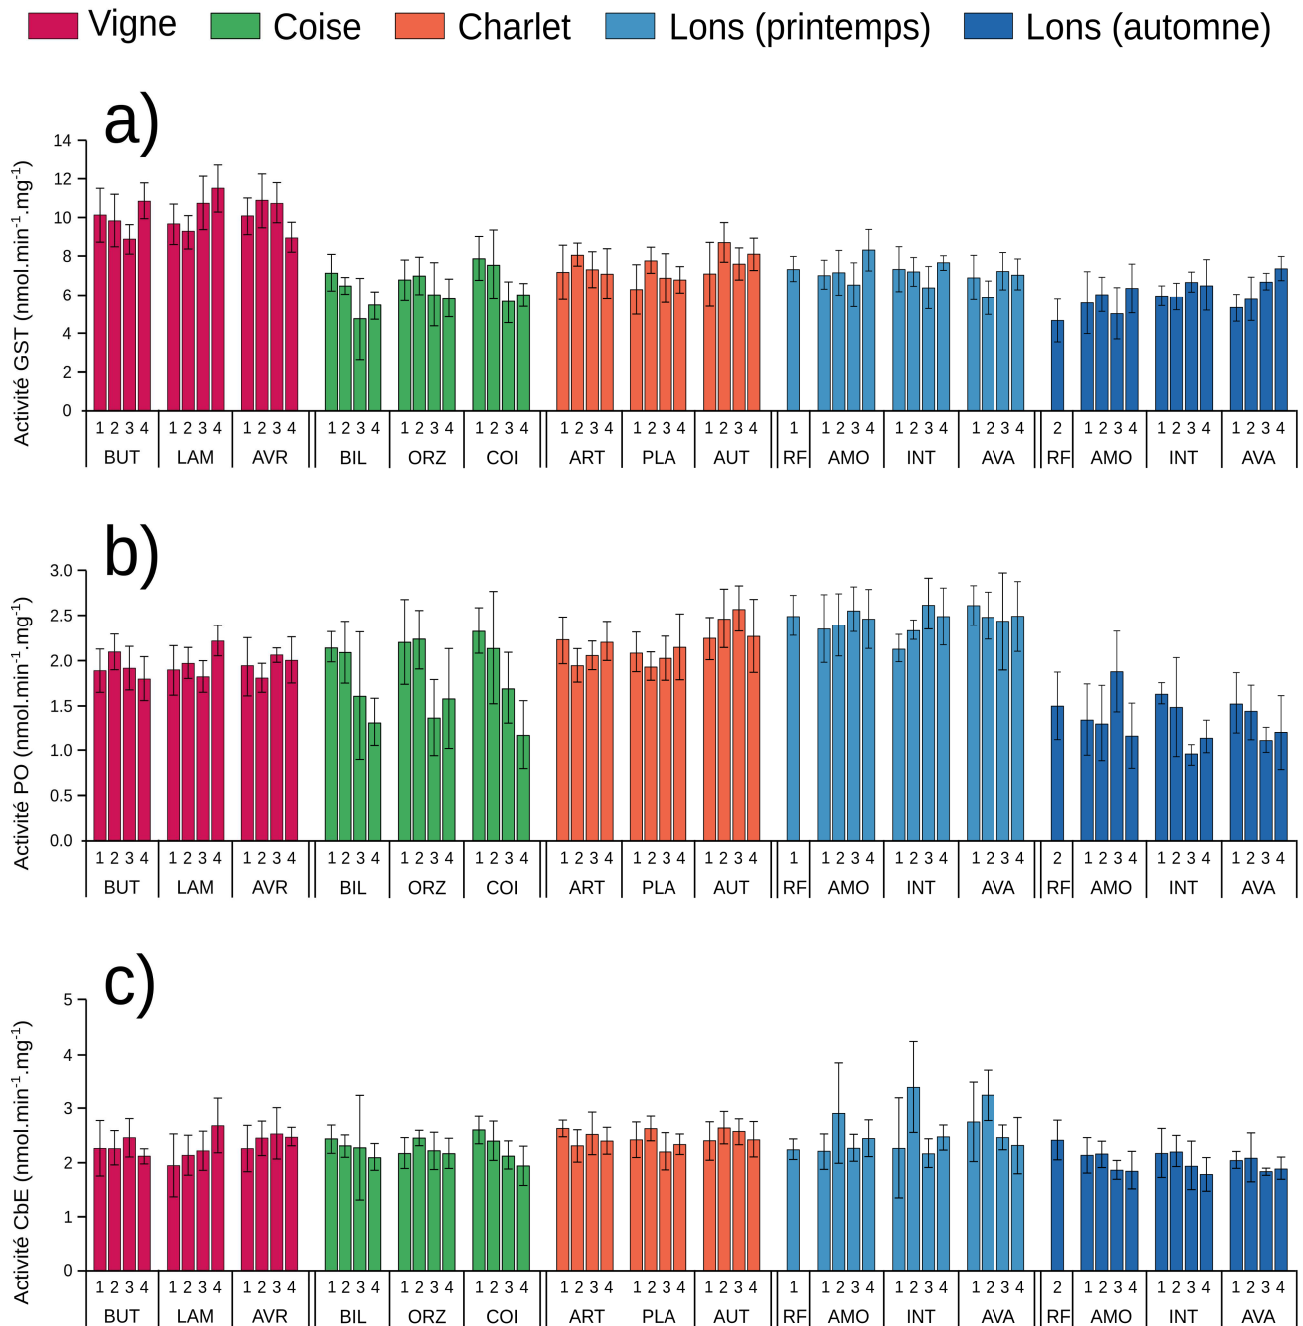 Vigne Coise Charlet Lons (printemps) Lons (automne)
a)
Activité GST (nmol.min-1.mg-1)
14
12
10
8
6
4
2
0
1 2 3 4 1 2 3 4 1 2 3 4 1 2 3 4 1 2 3 4 1 2 3 4 1 2 3 4 1 2 3 4 1 2 3 4 1 1 2 3 4 1 2 3 4 1 2 3 4 2 1 2 3 4 1 2 3 4 1 2 3 4
BUT LAM AVR BIL ORZ COI ART PLA AUT RF AMO INT AVA RF AMO INT AVA
b)
Activité PO (nmol.min-1.mg-1)
3.0
2.5
2.0
1.5
1.0
0.5
0.0
1 2 3 4 1 2 3 4 1 2 3 4 1 2 3 4 1 2 3 4 1 2 3 4 1 2 3 4 1 2 3 4 1 2 3 4 1 1 2 3 4 1 2 3 4 1 2 3 4 2 1 2 3 4 1 2 3 4 1 2 3 4
BUT LAM AVR BIL ORZ COI ART PLA AUT RF AMO INT AVA RF AMO INT AVA
c)
Activité CbE (nmol.min-1.mg-1)
5
4
3
2
1
0
1 2 3 4 1 2 3 4 1 2 3 4 1 2 3 4 1 2 3 4 1 2 3 4 1 2 3 4 1 2 3 4 1 2 3 4 1 1 2 3 4 1 2 3 4 1 2 3 4 2 1 2 3 4 1 2 3 4 1 2 3 4
BUT LAM AVR BIL ORZ COI ART PLA AUT RF AMO INT AVA RF AMO INT AVA